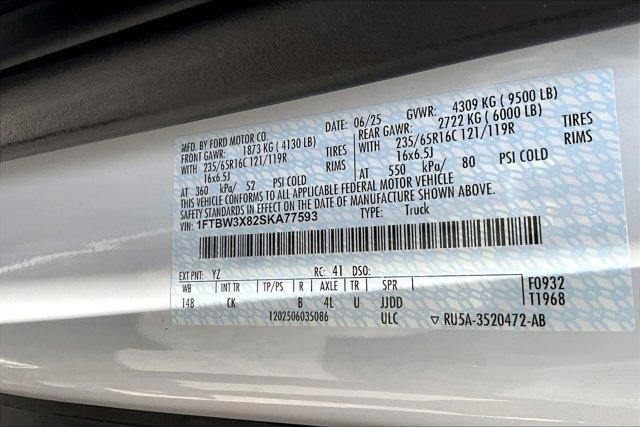 MFD. BY FORD MOTOR CO. DATE: 06/25 GVWR: 4309 KG ( 9500 LB)
FRONT GAWR: 1873 KG ( 4130 LB) REAR GAWR: 2722 KG ( 6000 LB)
WITH 235/65R16C 121/119R TIRES WITH 235/65R16C 121/119R TIRES
16x6.5J RIMS 16x6.5J RIMS
AT 360 kPa/ 52 PSI COLD AT 550 kPa/ 80 PSI COLD
THIS VEHICLE CONFORMS TO ALL APPLICABLE FEDERAL MOTOR VEHICLE
SAFETY STANDARDS IN EFFECT ON THE DATE OF MANUFACTURE SHOWN ABOVE.
VIN: 1FTBW3X82SKA77593 TYPE: Truck
EXT PNT: YZ RC: 41 DSO:
WB INT TR TP/PS R AXLE TR SPR F0932
148 CK B 4L U JJDD T1968
1202506035086 ULC ▽ RU5A-3520472-AB